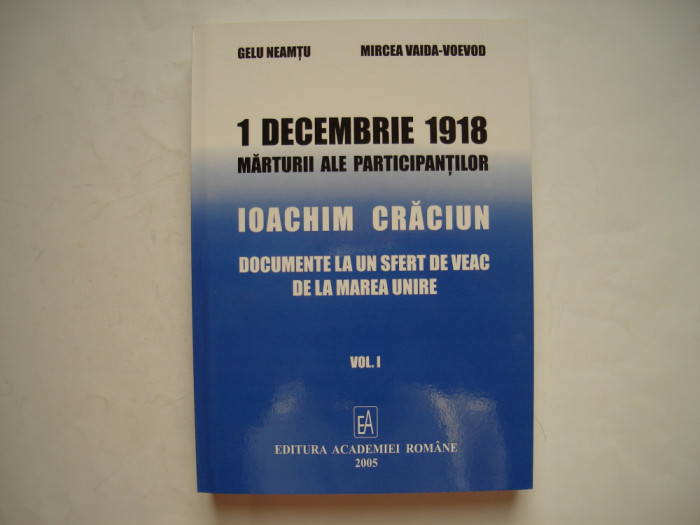 GELU NEAMȚU MIRCEA VAIDA-VOEVOD
1 DECEMBRIE 1918
MĂRTURII ALE PARTICIPANȚILOR
IOACHIM CRĂCIUN
DOCUMENTE LA UN SFERT DE VEAC
DE LA MAREA UNIRE
VOL. I
EA
EDITURA ACADEMIEI ROMÂNE
2005